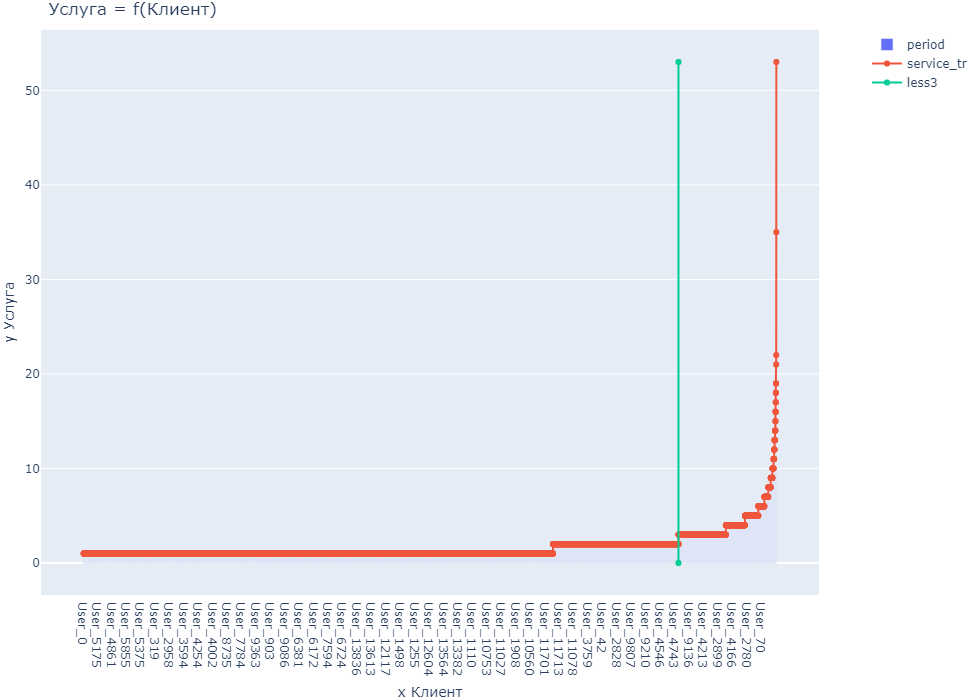 Услуга = f(Клиент)
period
service_tr
less3
y Услуга
50
40
30
20
10
0
User_0
User_5175
User_4861
User_5855
User_5375
User_319
User_2958
User_3594
User_4254
User_4002
User_8735
User_7784
User_9363
User_903
User_9086
User_6381
User_6172
User_7594
User_6724
User_13836
User_13613
User_12117
User_1498
User_255
User_12604
User_13564
User_13382
User_1110
User_10753
User_11027
User_1908
User_10560
User_11701
User_11713
User_11078
User_3759
User_42
User_2828
User_9807
User_9210
User_4546
User_4743
User_9136
User_4213
User_2899
User_4166
User_2780
User_70
x Клиент